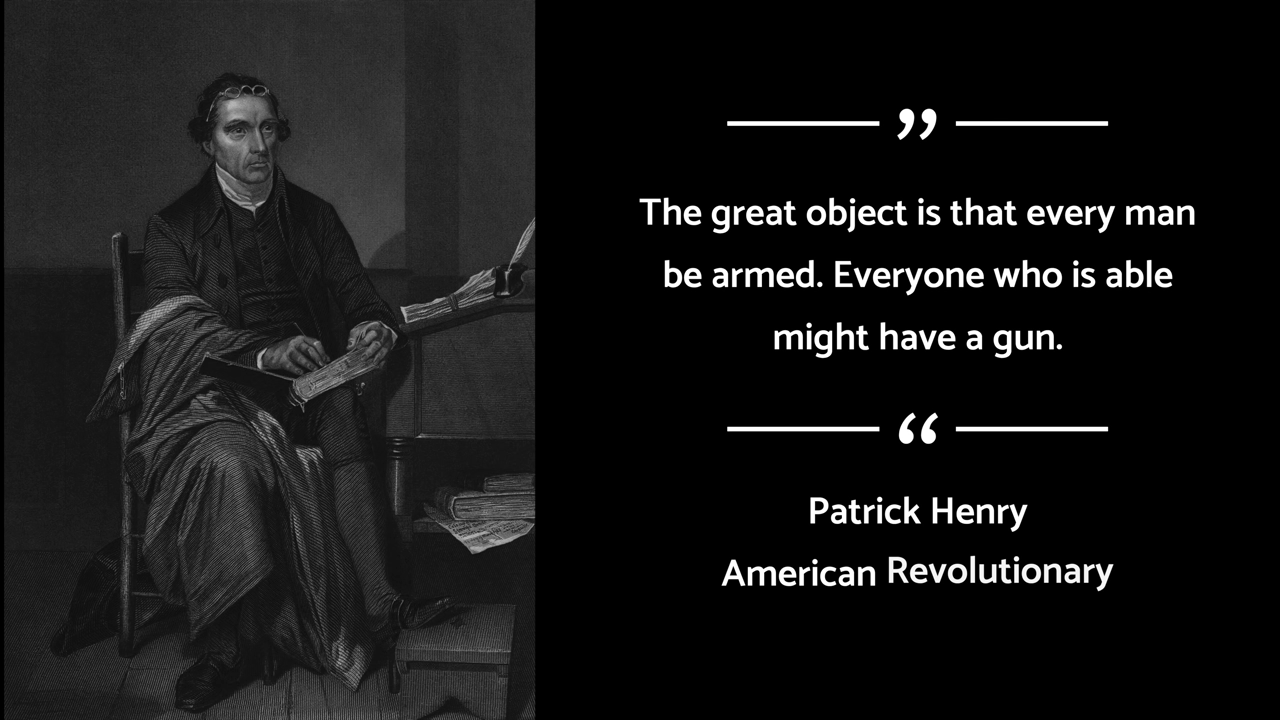 ”
The great object is that every man
be armed. Everyone who is able
might have a gun.
“
Patrick Henry
American Revolutionary